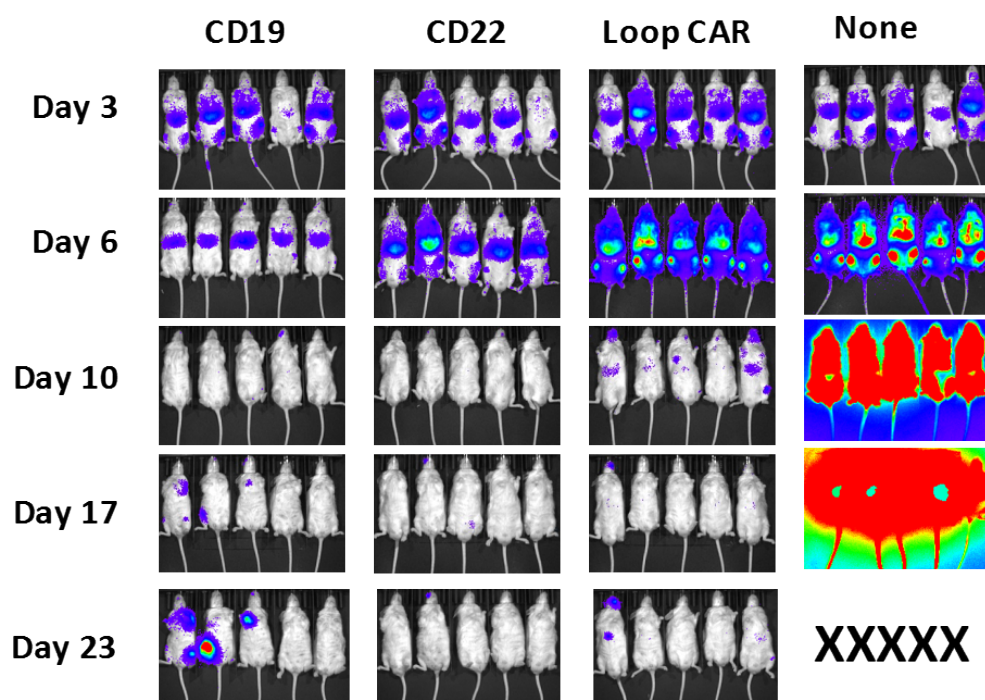 CD19 CD22 Loop CAR None
Day 3
Day 6
Day 10
Day 17
Day 23 XXXXX